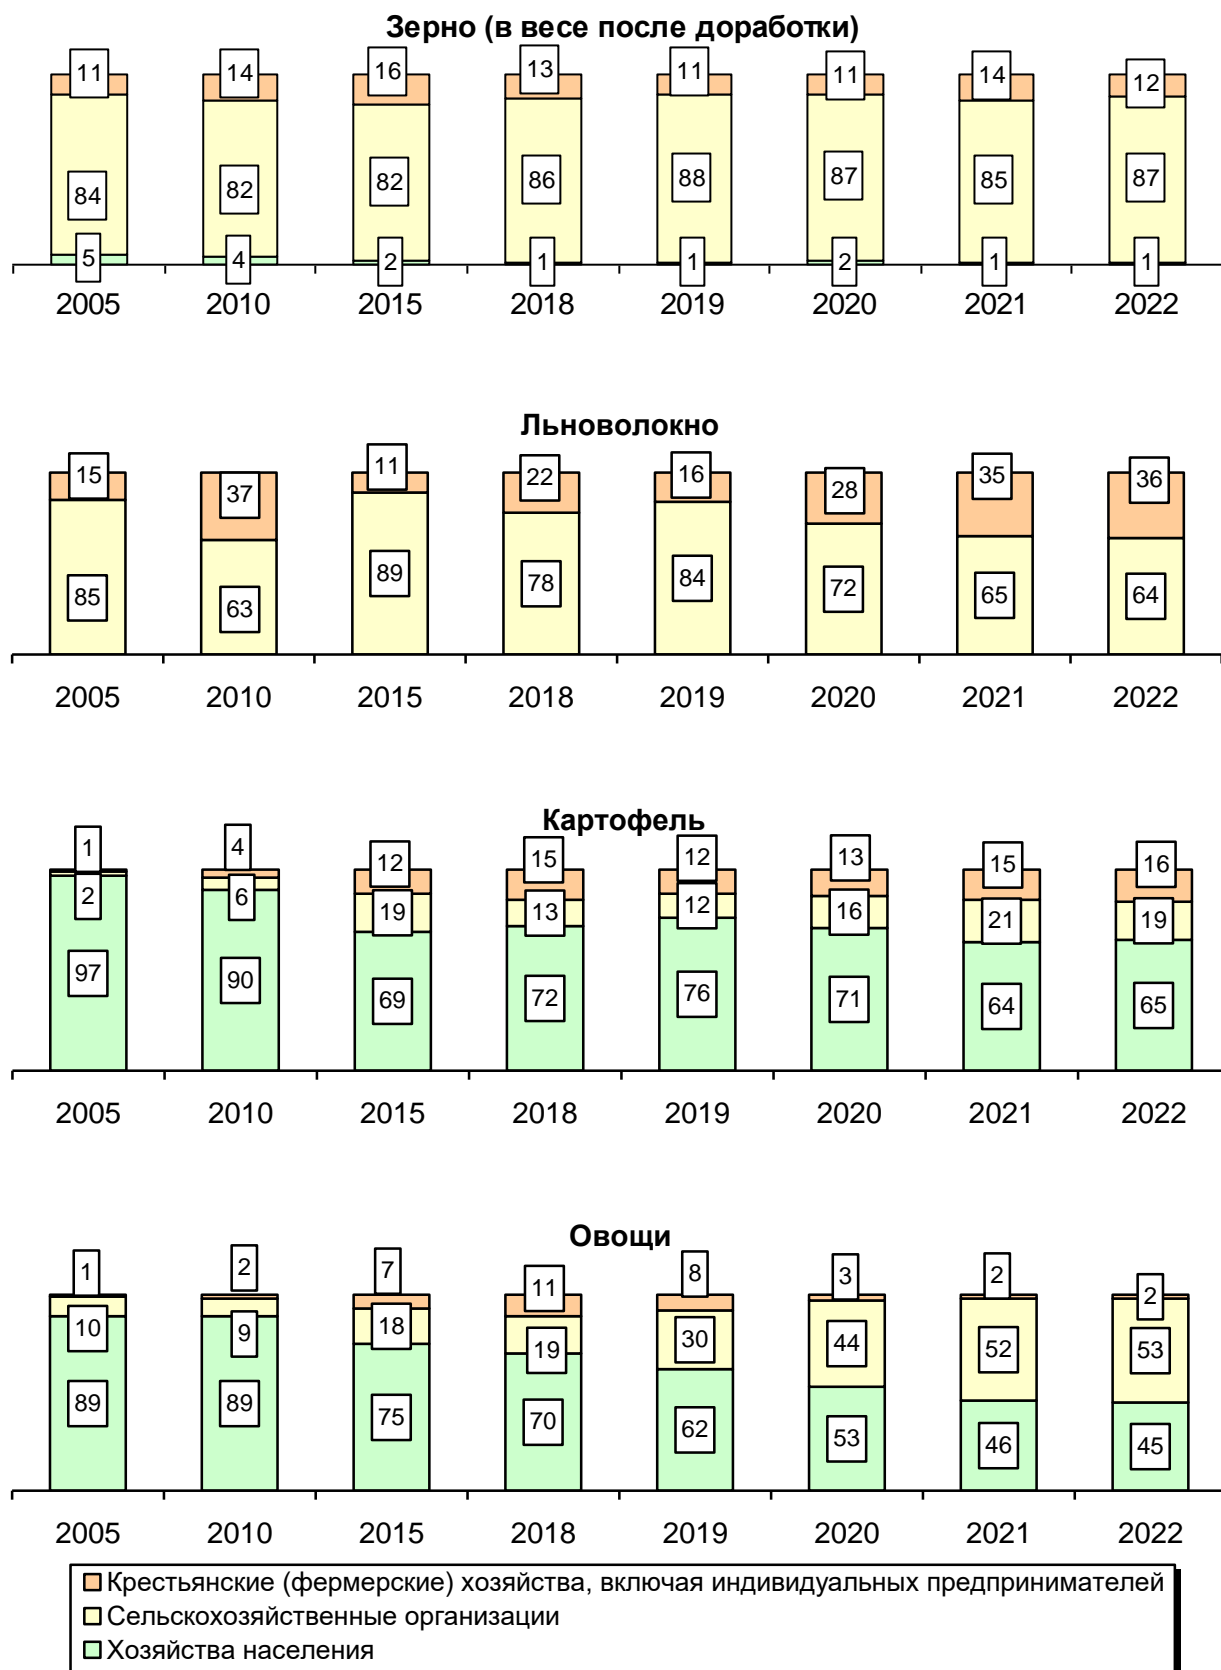 Зерно (в весе после доработки)
11 14 16 13 11 11 14 12
84 82 82 86 88 87 85 87
5 4 2 1 1 2 1 1
2005 2010 2015 2018 2019 2020 2021 2022
Льноволокно
15 37 11 22 16 28 35 36
85 63 89 78 84 72 65 64
2005 2010 2015 2018 2019 2020 2021 2022
Картофель
1 4 12 15 12 13 15 16
2 6 19 13 12 16 21 19
97 90 69 72 76 71 64 65
2005 2010 2015 2018 2019 2020 2021 2022
Овощи
1 2 7 11 8 3 2 2
10 9 18 19 30 44 52 53
89 89 75 70 62 53 46 45
2005 2010 2015 2018 2019 2020 2021 2022
Крестьянские (фермерские) хозяйства, включая индивидуальных предпринимателей
Сельскохозяйственные организации
Хозяйства населения